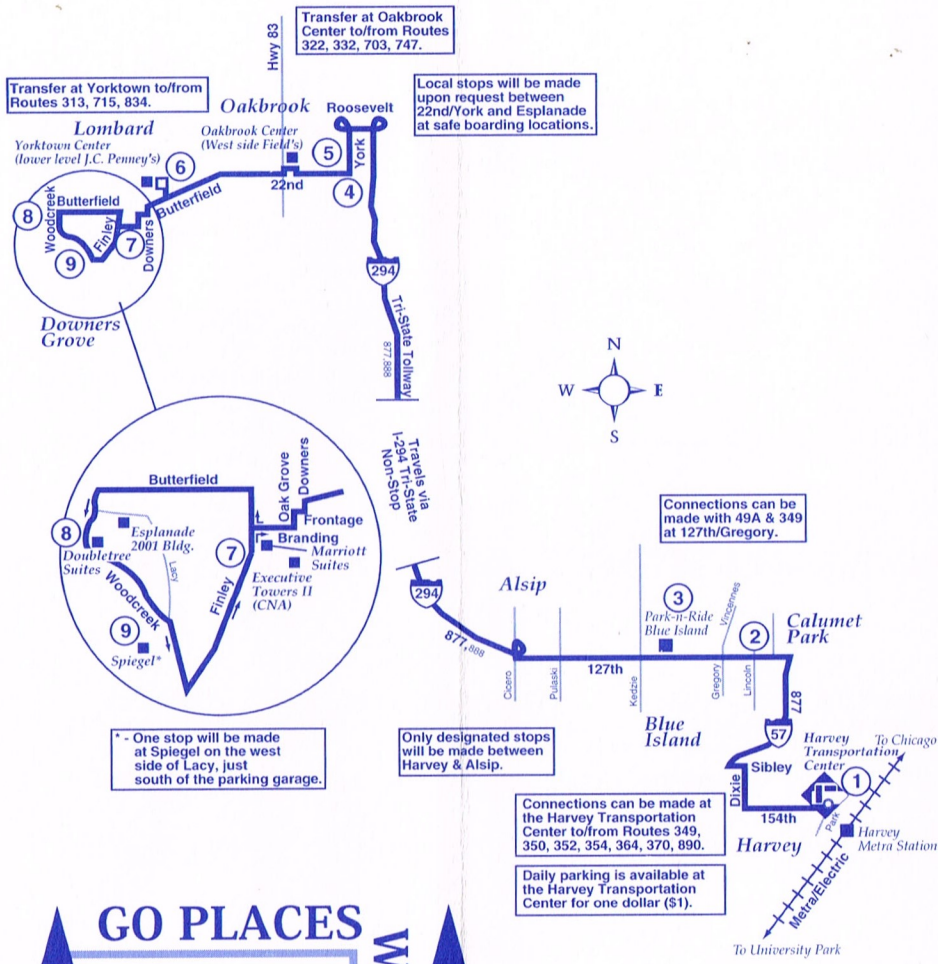 Transfer at Oakbrook
Center to/from Routes
322, 332, 703, 747.
Hwy 83
Transfer at Yorktown to/from
Routes 313, 715, 834.
Local stops will be made
upon request between
22nd/York and Esplanade
at safe boarding locations.
Oakbrook
Roosevelt
Lombard
Yorktown Center
(lower level J.C. Penney's)
Oakbrook Center
(West side Field's)
6
5
York
22nd
4
Butterfield
Butterfield
8
Woodcreek
Finley
7
Downers
9
294
Downers
Grove
Tri-State Tollway
877,888
N
W
E
S
Travels via
I-294 Tri-State
Non-Stop
Butterfield
Oak Grove
Downers
Frontage
Branding
8
Esplanade
2001 Bldg.
Doubletree
Suites
7
Marriott
Suites
Executive
Towers II
(CNA)
Lacy
Woodcreek
Finley
9
Spiegel*
Connections can be
made with 49A & 349
at 127th/Gregory.
294
Alsip
3
Park-n-Ride
Blue Island
Vincennes
2
Calumet
Park
877,888
127th
Cicero
Pulaski
Kedzie
Gregory
Lincoln
877
Blue
Island
57
* - One stop will be made
at Spiegel on the west
side of Lacy, just
south of the parking garage.
Only designated stops
will be made between
Harvey & Alsip.
Harvey
Transportation
Center
To Chicago
Sibley
Dixie
1
154th
Park
Harvey
Harvey
Metra Station
Metra/Electric
Connections can be made at
the Harvey Transportation
Center to/from Routes 349,
350, 352, 354, 364, 370, 890.
Daily parking is available at
the Harvey Transportation
Center for one dollar ($1).
To University Park
GO PLACES
W